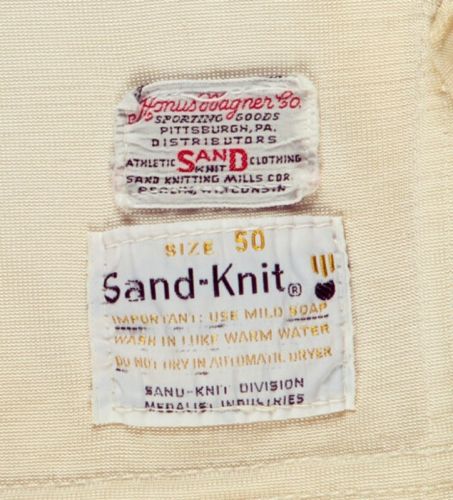 Honus Wagner Co.
SPORTING GOODS
PITTSBURGH, PA.
DISTRIBUTORS
ATHLETIC SAND KNIT CLOTHING
SAND KNITTING MILLS COR.
BERLIN, WISCONSIN
SIZE 50
Sand-Knit®
IMPORTANT: USE MILD SOAP
WASH IN LUKE WARM WATER
DO NOT DRY IN AUTOMATIC DRYER
SAND-KNIT DIVISION
MEDALIST INDUSTRIES